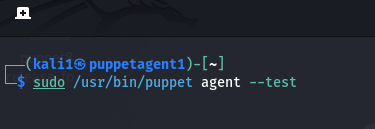 ┌──(kali1㉿puppetagent1)-[~]
└─$ sudo /usr/bin/puppet agent --test